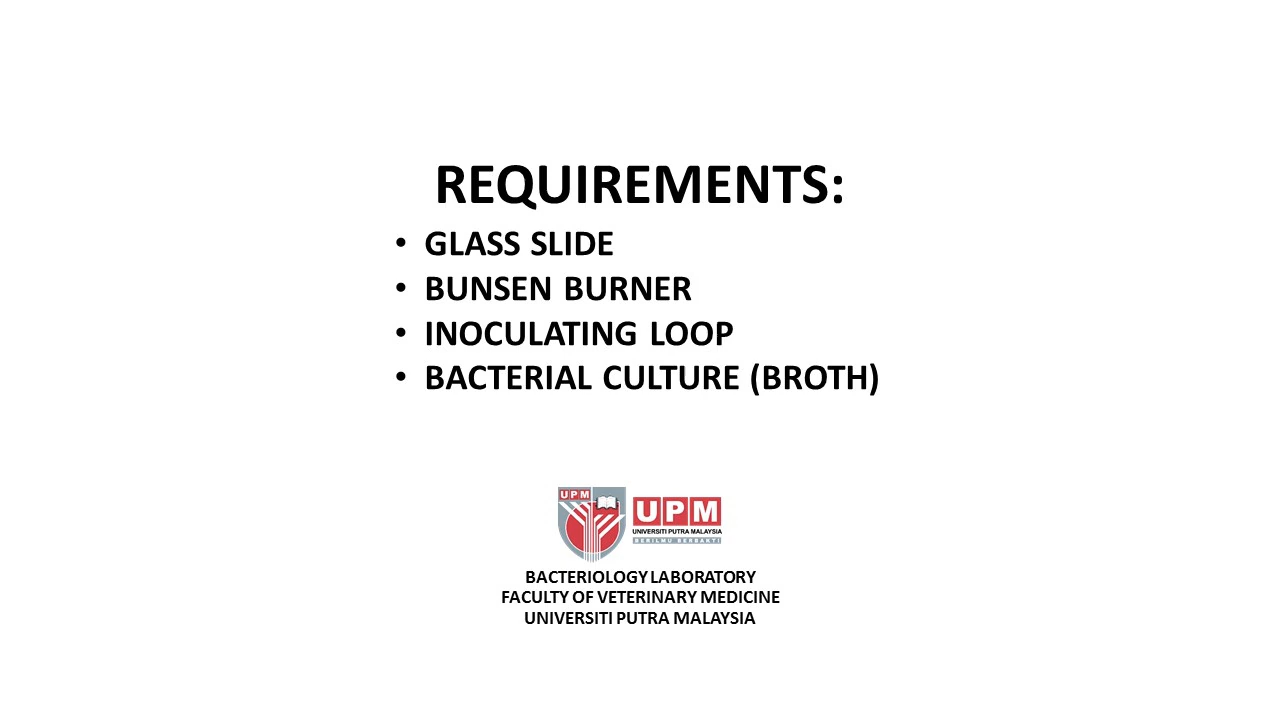 REQUIREMENTS:
• GLASS SLIDE
• BUNSEN BURNER
• INOCULATING LOOP
• BACTERIAL CULTURE (BROTH)
UPM
UPM
UNIVERSITI PUTRA MALAYSIA
BERILMU BERBAKTI
BACTERIOLOGY LABORATORY
FACULTY OF VETERINARY MEDICINE
UNIVERSITI PUTRA MALAYSIA